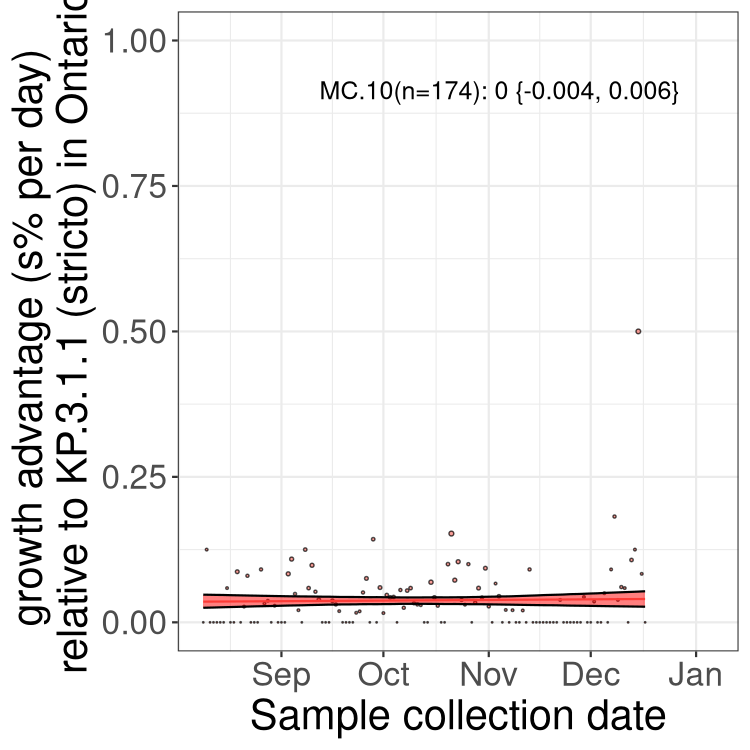 growth advantage (s% per day)
relative to KP.3.1.1 (stricto) in Ontario
1.00
0.75
0.50
0.25
0.00
MC.10(n=174): 0 {-0.004, 0.006}
Sep Oct Nov Dec Jan
Sample collection date